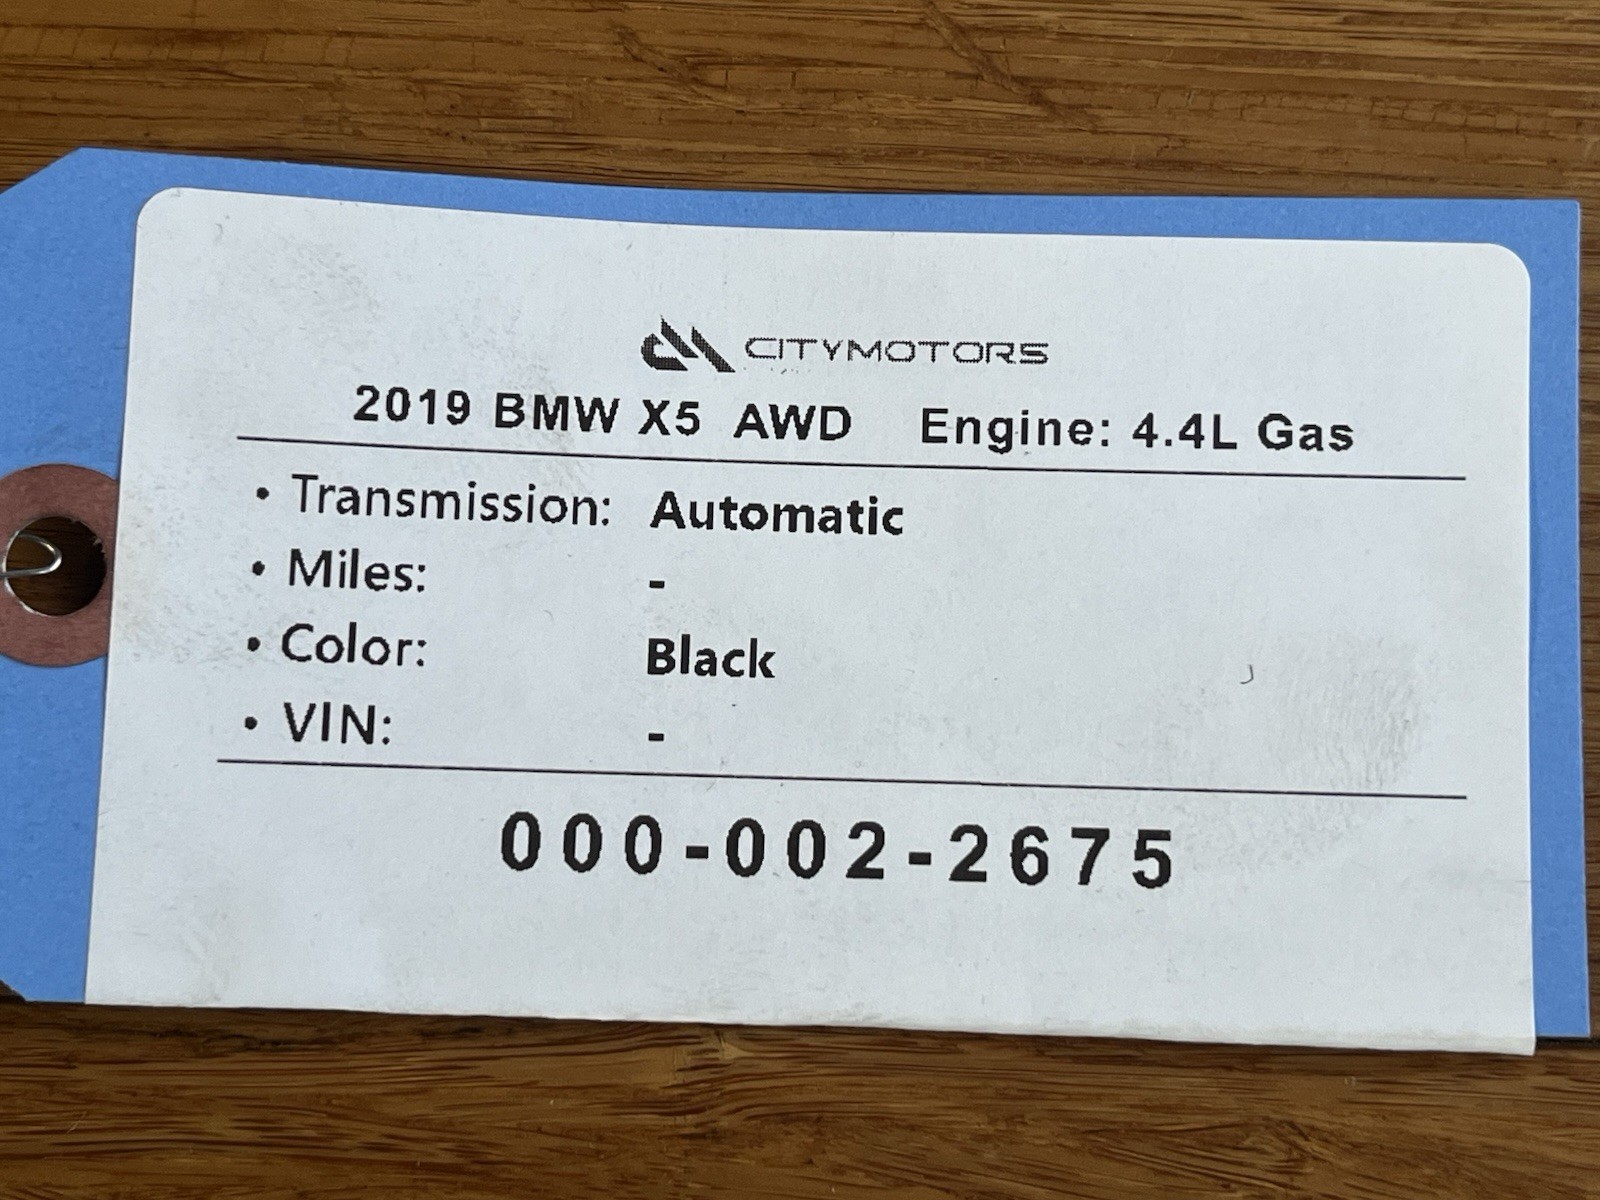 CITYMOTORS
2019 BMW X5 AWD Engine: 4.4L Gas
• Transmission: Automatic
• Miles: -
• Color: Black
• VIN: -
000-002-2675